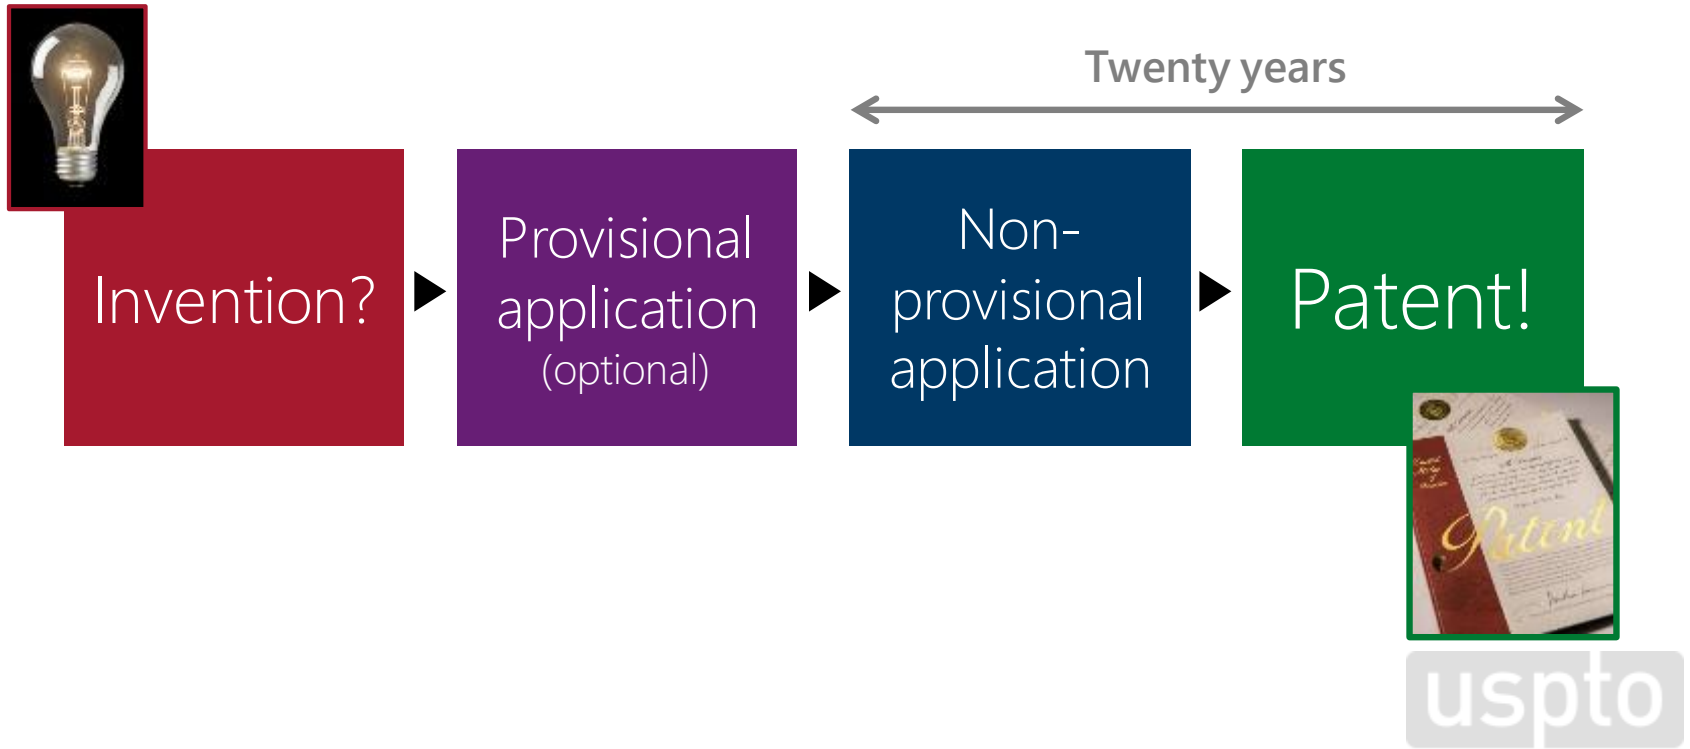 Twenty years
Invention?
Provisional
application
(optional)
Non-
provisional
application
Patent!
Patent
uspto